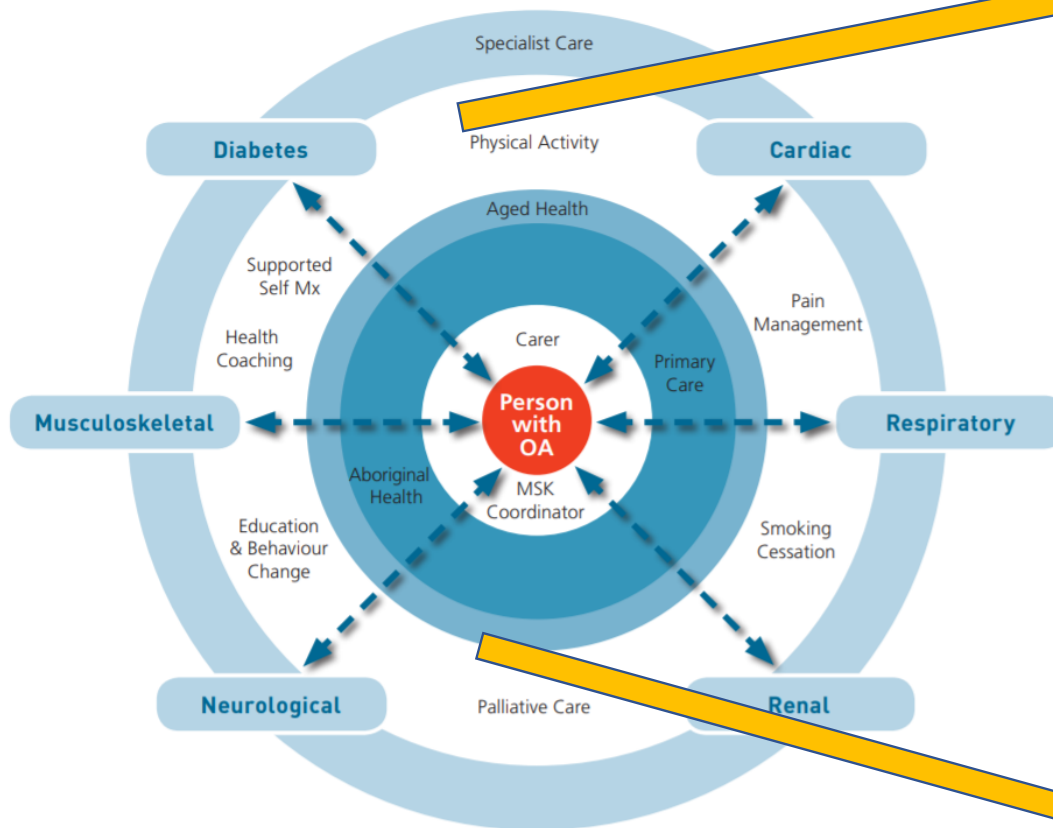 Specialist Care
Diabetes
Physical Activity
Cardiac
Aged Health
Supported
Self Mx
Pain
Management
Health
Coaching
Carer
Primary
Care
Musculoskeletal
Person
with
OA
Respiratory
Aboriginal
Health
MSK
Coordinator
Education
& Behaviour
Change
Smoking
Cessation
Neurological
Palliative Care
Renal